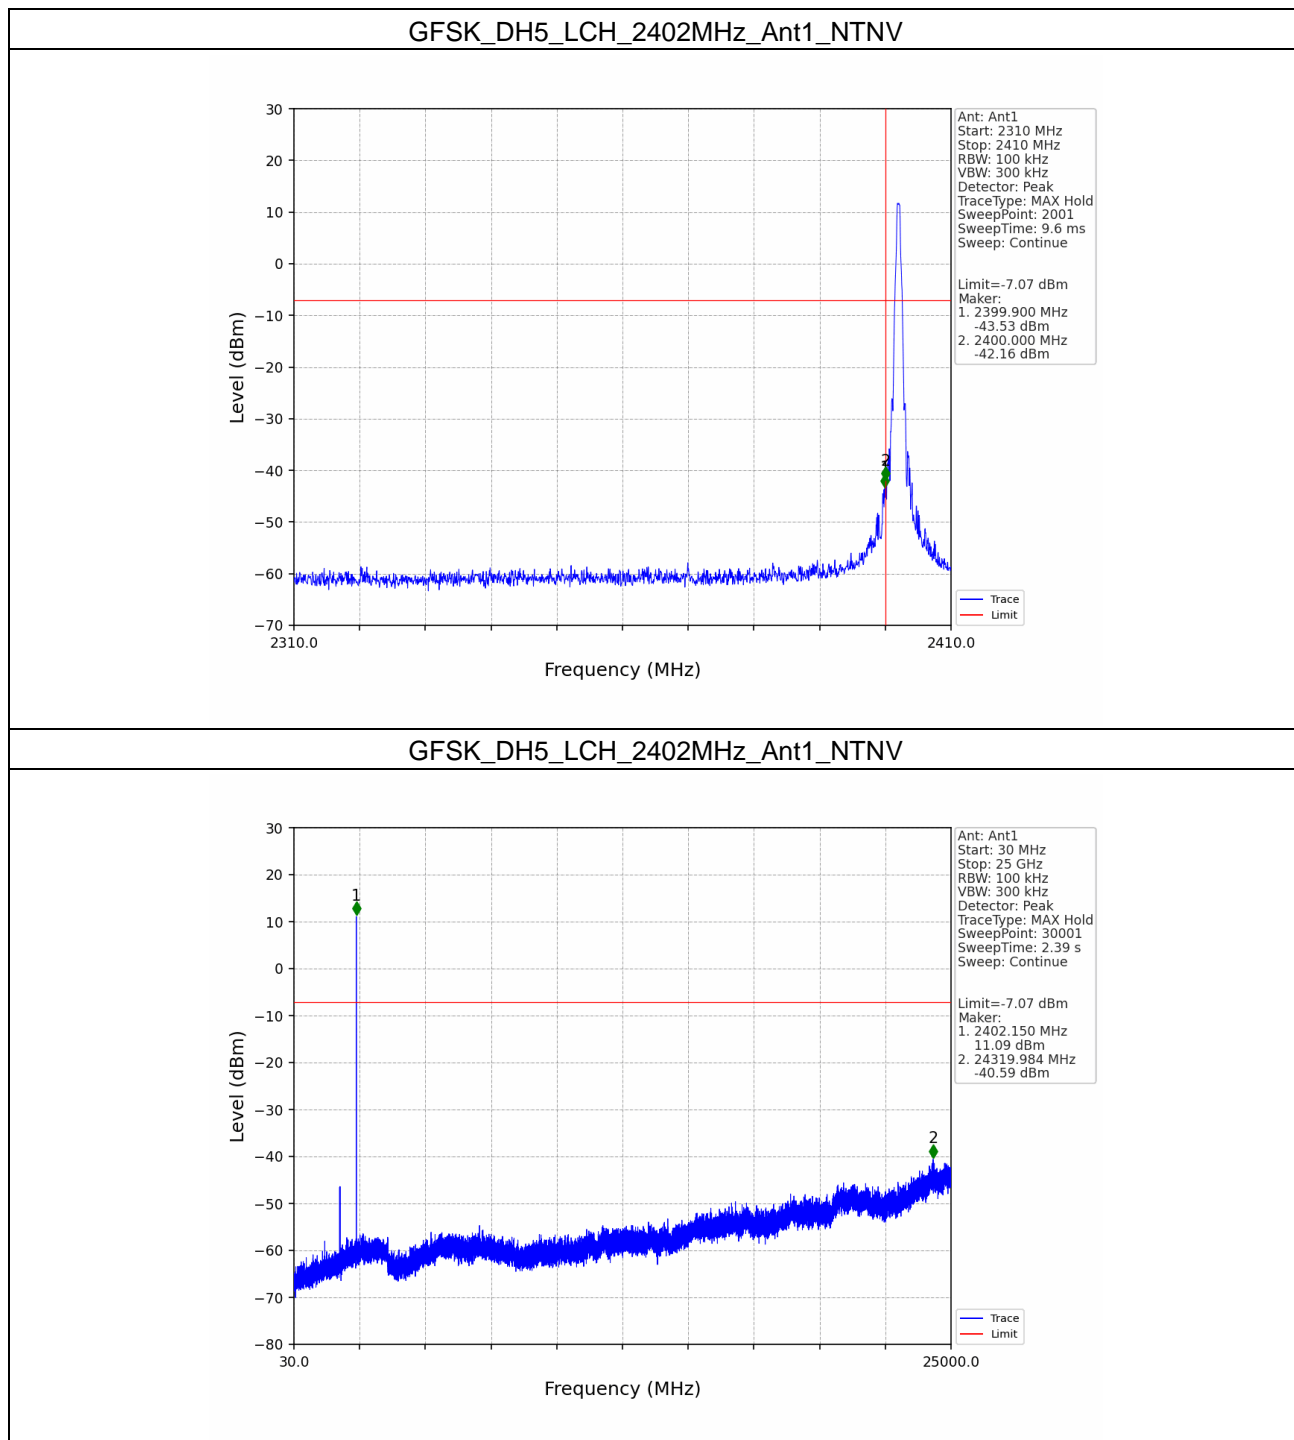 GFSK_DH5_LCH_2402MHz_Ant1_NTNV
30
20
10
0
−10
−20
−30
−40
−50
−60
−70
Level (dBm)
2
2310.0
2410.0
Frequency (MHz)
Ant: Ant1
Start: 2310 MHz
Stop: 2410 MHz
RBW: 100 kHz
VBW: 300 kHz
Detector: Peak
TraceType: MAX Hold
SweepPoint: 2001
SweepTime: 9.6 ms
Sweep: Continue
Limit=-7.07 dBm
Maker:
1. 2399.900 MHz
-43.53 dBm
2. 2400.000 MHz
-42.16 dBm
Trace
Limit
GFSK_DH5_LCH_2402MHz_Ant1_NTNV
30
20
10
0
−10
−20
−30
−40
−50
−60
−70
−80
Level (dBm)
1
2
30.0
25000.0
Frequency (MHz)
Ant: Ant1
Start: 30 MHz
Stop: 25 GHz
RBW: 100 kHz
VBW: 300 kHz
Detector: Peak
TraceType: MAX Hold
SweepPoint: 30001
SweepTime: 2.39 s
Sweep: Continue
Limit=-7.07 dBm
Maker:
1. 2402.150 MHz
11.09 dBm
2. 24319.984 MHz
-40.59 dBm
Trace
Limit